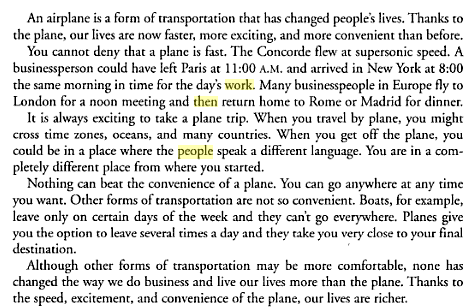 An airplane is a form of transportation that has changed people's lives. Thanks to
the plane, our lives are now faster, more exciting, and more convenient than before.
You cannot deny that a plane is fast. The Concorde flew at supersonic speed. A
businessperson could have left Paris at 11:00 A.M. and arrived in New York at 8:00
the same morning in time for the day's work. Many businesspeople in Europe fly to
London for a noon meeting and then return home to Rome or Madrid for dinner.
It is always exciting to take a plane trip. When you travel by plane, you might
cross time zones, oceans, and many countries. When you get off the plane, you
could be in a place where the people speak a different language. You are in a com-
pletely different place from where you started.
Nothing can beat the convenience of a plane. You can go anywhere at any time
you want. Other forms of transportation are not so convenient. Boats, for example,
leave only on certain days of the week and they can't go everywhere. Planes give
you the option to leave several times a day and they take you very close to your final
destination.
Although other forms of transportation may be more comfortable, none has
changed the way we do business and live our lives more than the plane. Thanks to
the speed, excitement, and convenience of the plane, our lives are richer.